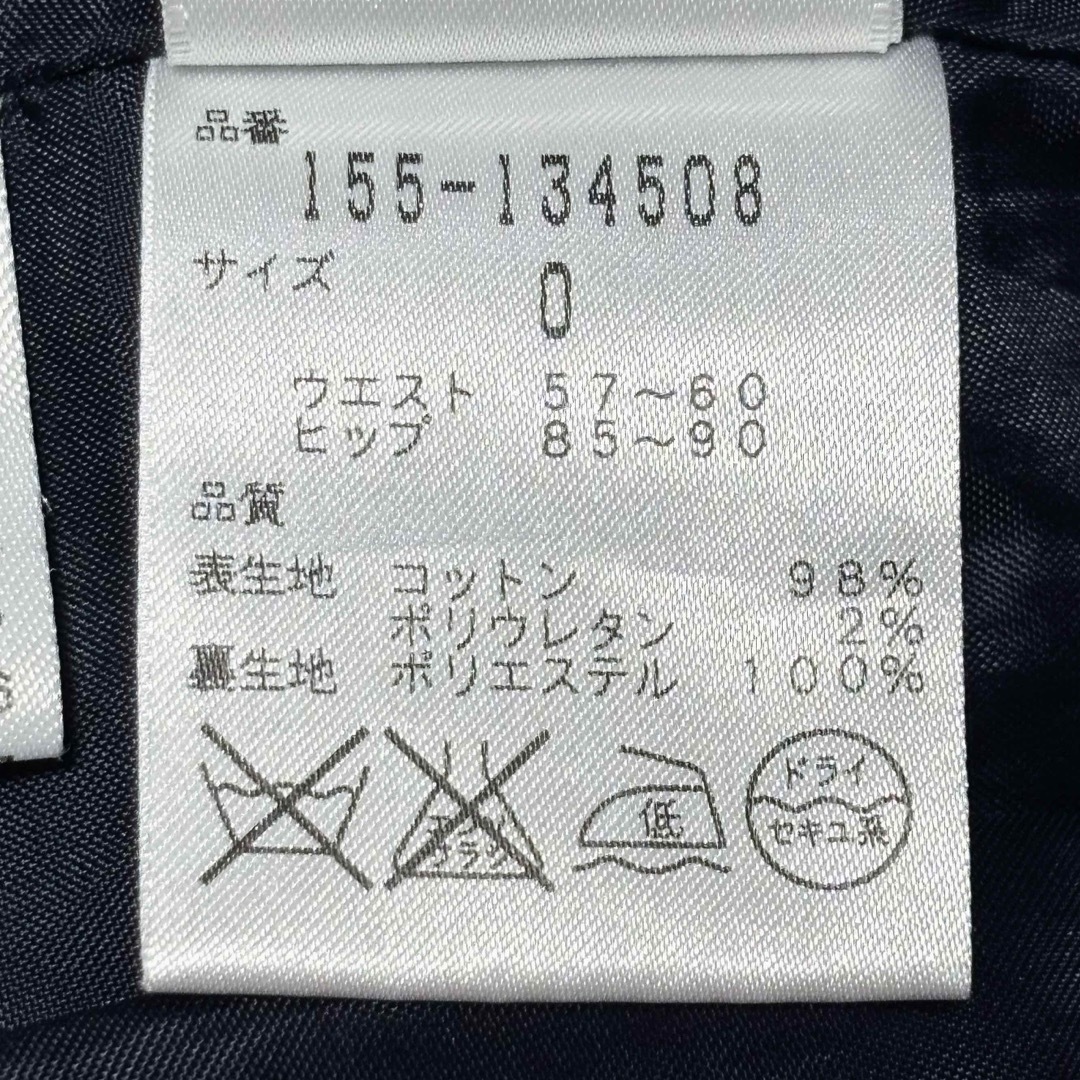 品番
155-134508
サイズ
0
ウエスト 57～60
ヒップ 85～90
品質
表生地 コットン 98%
ポリウレタン 2%
裏生地 ポリエステル 100%
低
ドライ
セキユ系